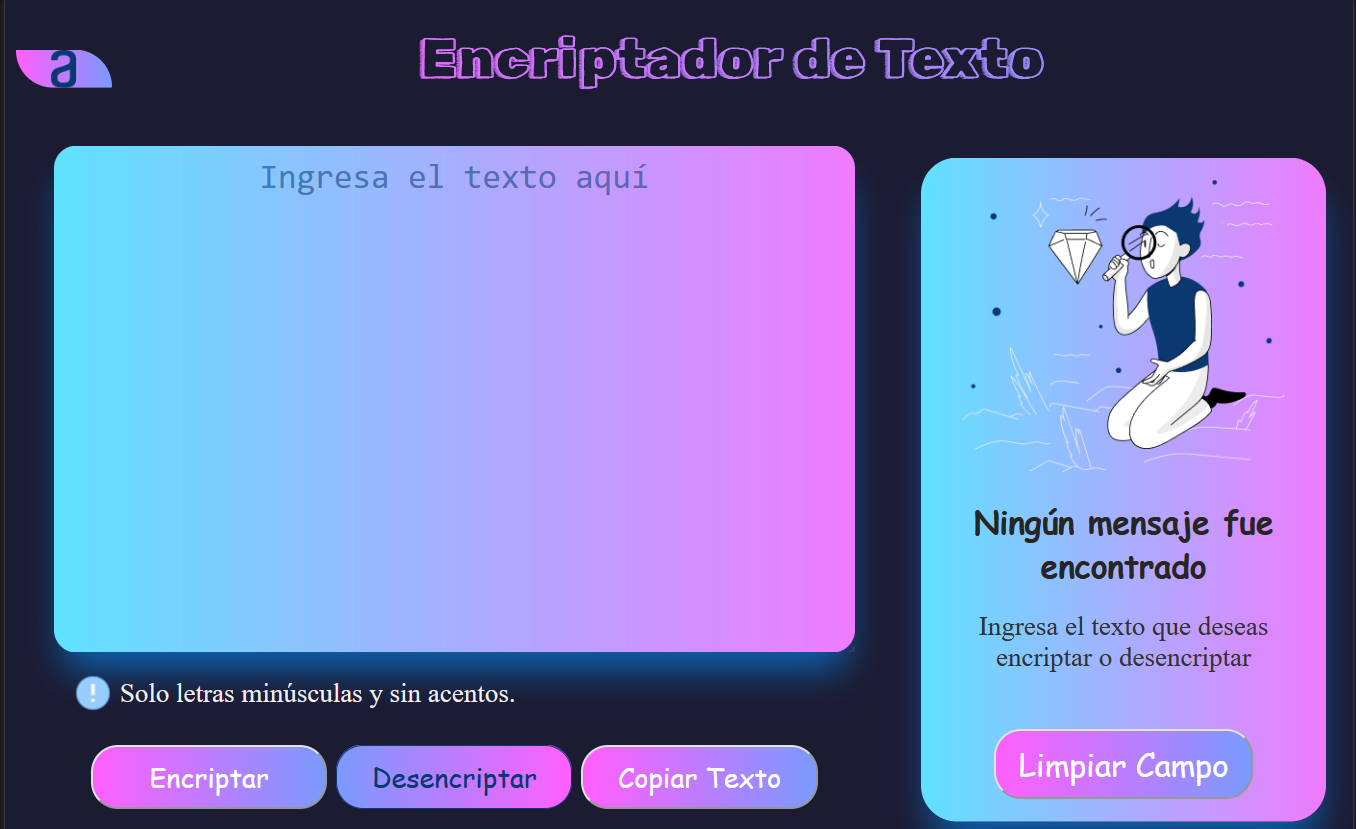 a
Encriptador de Texto
Ingresa el texto aquí
Solo letras minúsculas y sin acentos.
Encriptar
Desencriptar
Copiar Texto
Ningún mensaje fue
encontrado
Ingresa el texto que deseas
encriptar o desencriptar
Limpiar Campo